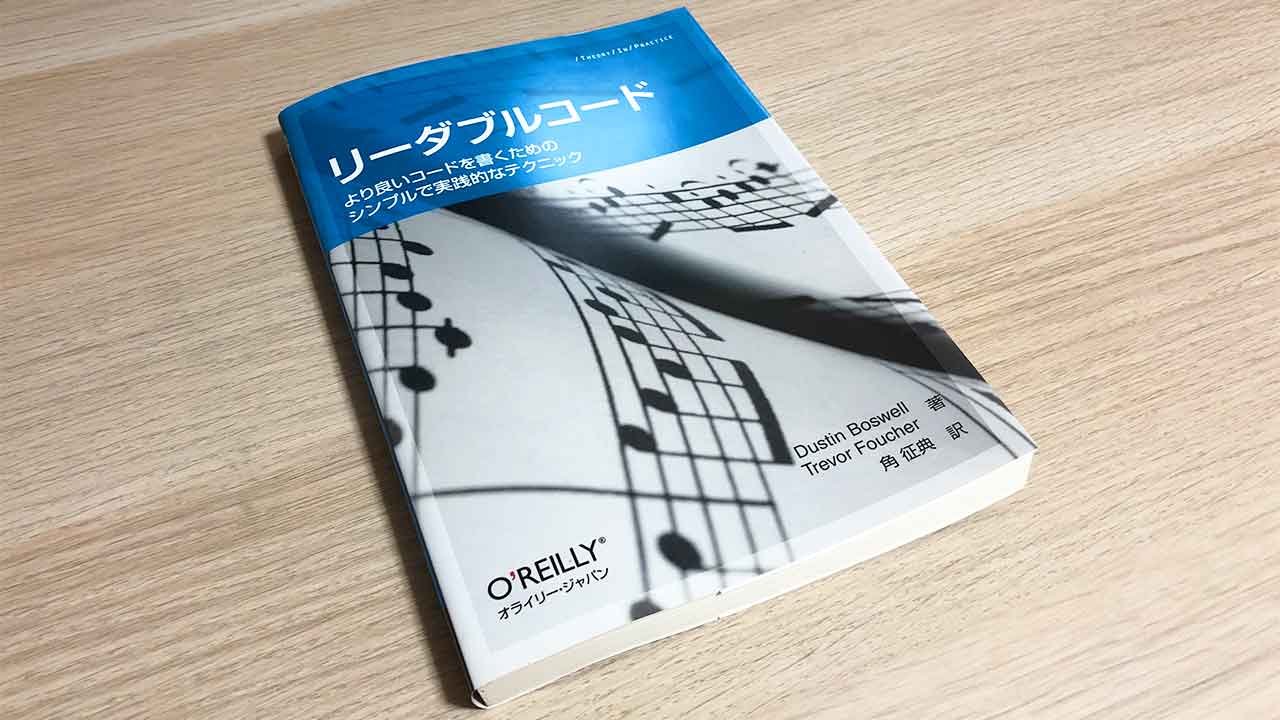 /THEORY/IN/PRACTICE
リーダブルコード
より良いコードを書くための
シンプルで実践的なテクニック
Dustin Boswell 著
Trevor Foucher
角 征典 訳
O'REILLY®
オライリー・ジャパン